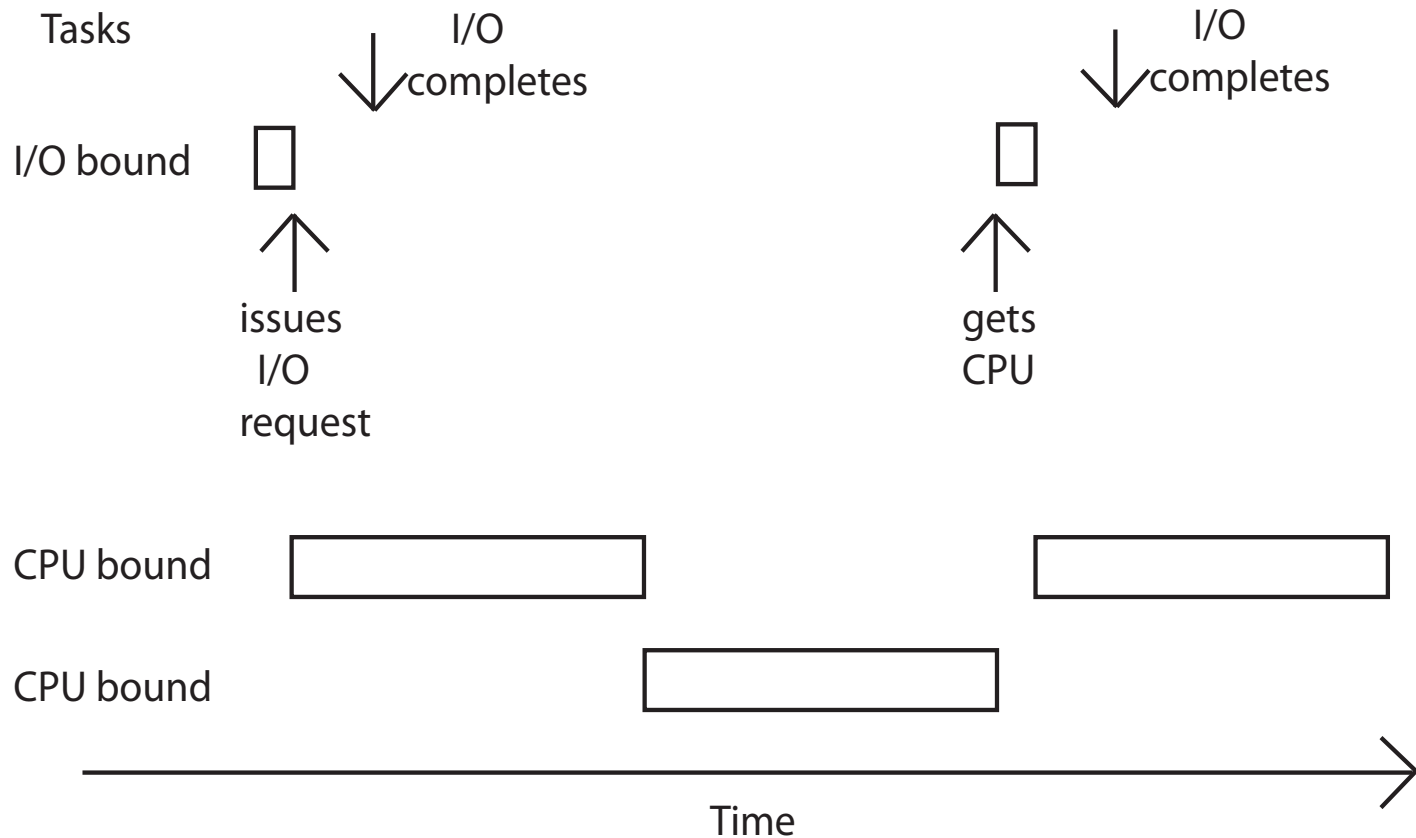 Tasks
I/O
completes
I/O
completes
I/O bound
issues
I/O
request
gets
CPU
CPU bound
CPU bound
Time